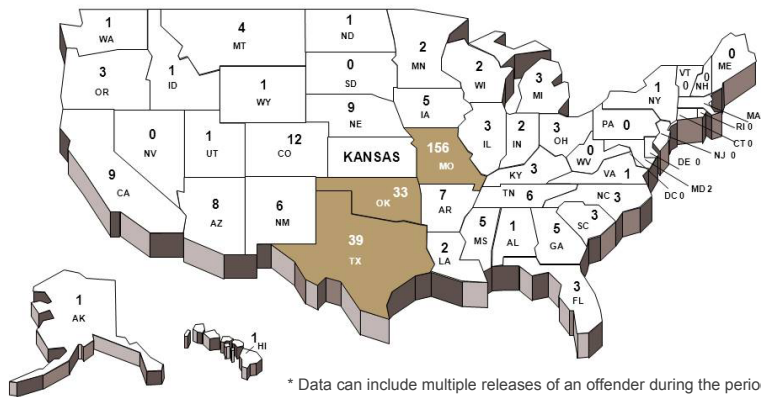 1
WA
4
MT
1
ND
2
MN
2
WI
3
MI
0
ME
VT
0
0
NH
3
OR
1
ID
1
WY
0
SD
9
NE
5
IA
1
NY
MA
RI 0
CT 0
NJ 0
PA 0
0
NV
1
UT
12
CO
KANSAS
156
MO
3
IL
2
IN
3
OH
0
WV
VA 1
DE 0
MD 2
DC 0
9
CA
8
AZ
6
NM
33
OK
39
TX
7
AR
KY 3
TN 6
NC 3
3
SC
5
MS
1
AL
5
GA
2
LA
3
FL
1
AK
1
HI
* Data can include multiple releases of an offender during the